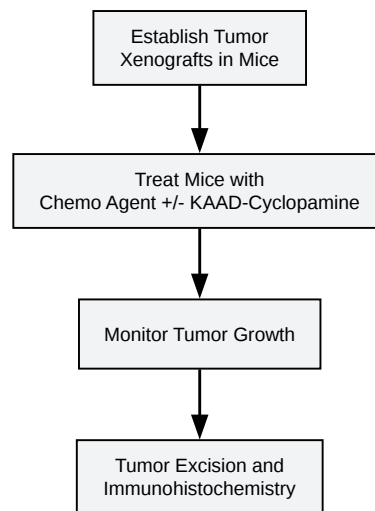 Establish Tumor
Xenografts in Mice
Treat Mice with
Chemo Agent +/- KAAD-Cyclopamine
Monitor Tumor Growth
Tumor Excision and
Immunohistochemistry